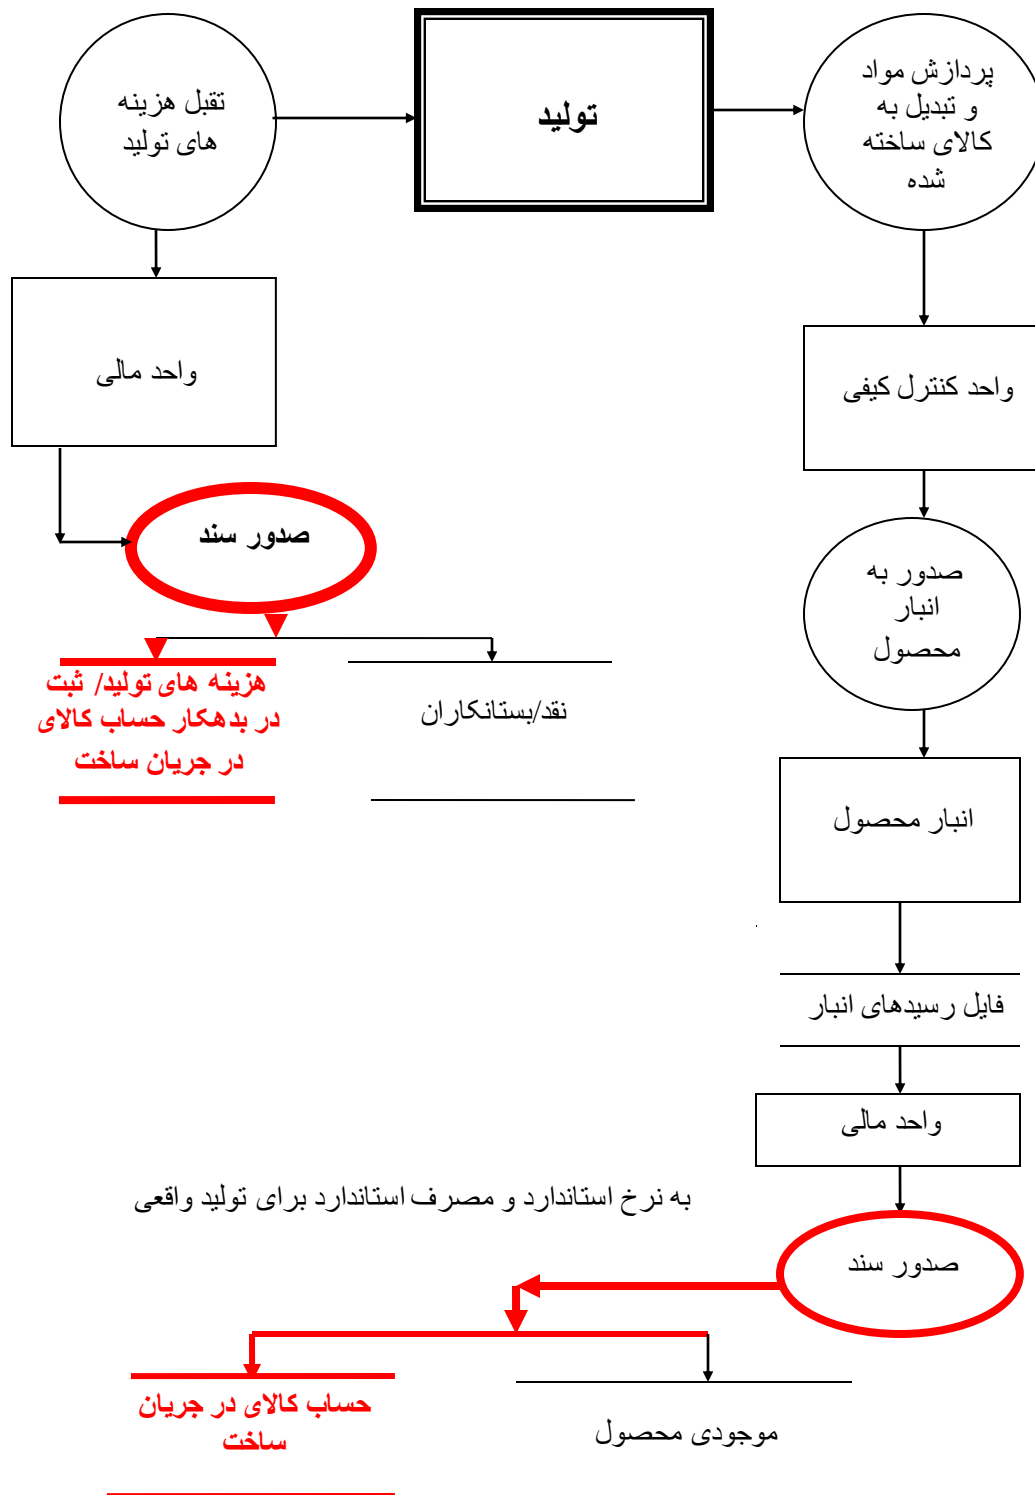 پردازش مواد
و تبدیل به
کالای ساخته
شده
تولید
تقبل هزینه
های تولید
واحد مالی
واحد کنترل کیفی
صدور سند
صدور به
انبار
محصول
هزینه های تولید/ ثبت
در بدهکار حساب کالای
در جریان ساخت
نقد/بستانکاران
انبار محصول
فایل رسیدهای انبار
واحد مالی
به نرخ استاندارد و مصرف استاندارد برای تولید واقعی
صدور سند
حساب کالای در جریان
ساخت
موجودی محصول